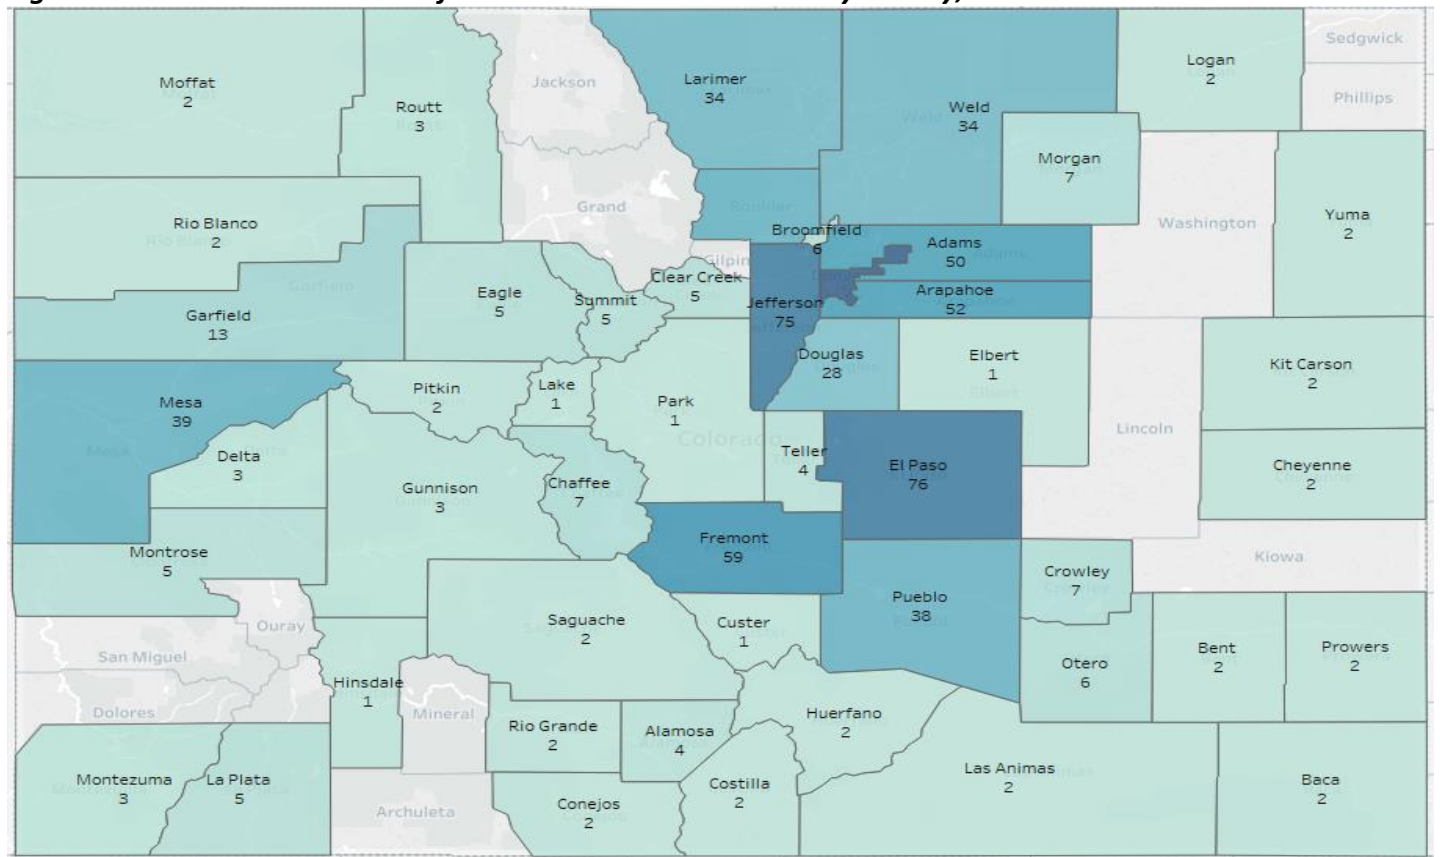 Moffat
2
Routt
3
Jackson
Larimer
34
Weld
34
Logan
2
Sedgwick
Phillips
Morgan
7
Rio Blanco
2
Grand
Boulder
Broomfield
6
Adams
50
Washington
Yuma
2
Garfield
13
Eagle
5
Summit
5
Gilpin
Clear Creek
5
Jefferson
75
Arapahoe
52
Mesa
39
Pitkin
2
Lake
1
Park
1
Douglas
28
Elbert
1
Kit Carson
2
Delta
3
Gunnison
3
Chaffee
7
Colorado
Teller
4
El Paso
76
Lincoln
Cheyenne
2
Montrose
5
Fremont
59
Crowley
7
Kiowa
Ouray
San Miguel
Saguache
2
Custer
1
Pueblo
38
Otero
6
Bent
2
Prowers
2
Dolores
Hinsdale
1
Mineral
Rio Grande
2
Alamosa
4
Huerfano
2
Montezuma
3
La Plata
5
Archuleta
Conejos
2
Costilla
2
Las Animas
2
Baca
2